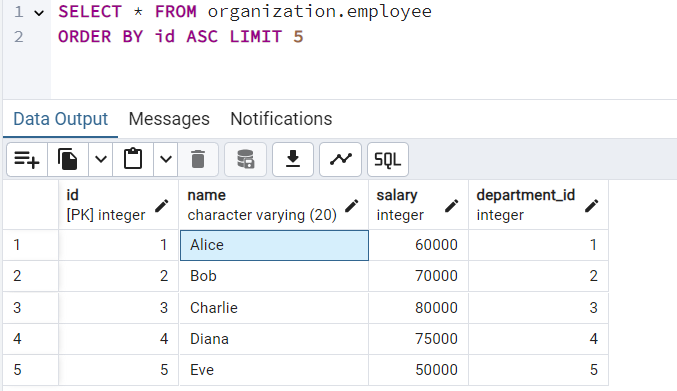 1 SELECT * FROM organization.employee
2 ORDER BY id ASC LIMIT 5
Data Output Messages Notifications
SQL
id name salary department_id
[PK] integer character varying (20) integer integer
1 1 Alice 60000 1
2 2 Bob 70000 2
3 3 Charlie 80000 3
4 4 Diana 75000 4
5 5 Eve 50000 5